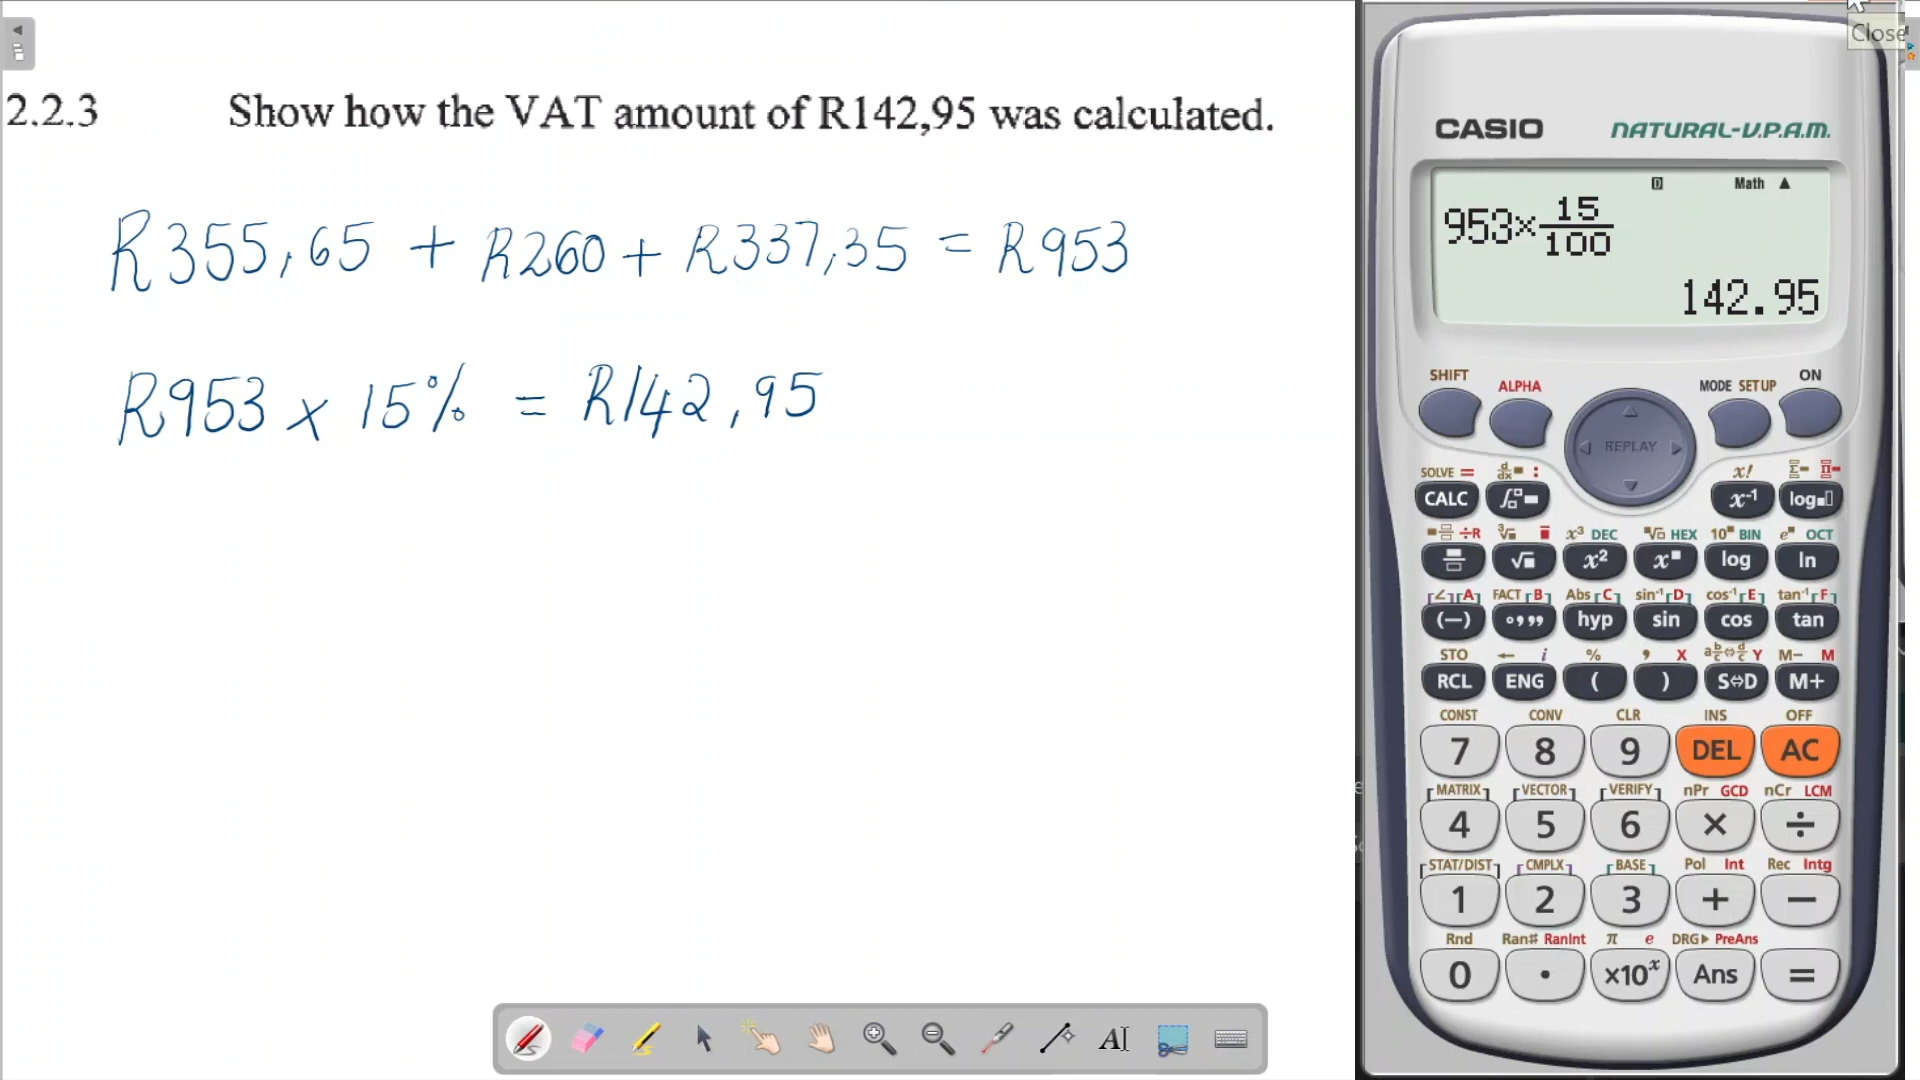 Close
2.2.3 Show how the VAT amount of R142,95 was calculated.
R355,65 + R260 + R337,35 = R953
R953 x 15% = R142,95
CASIO NATURAL-V.P.A.M.
D Math ▲
953×15/100
142.95
SHIFT ALPHA MODE SETUP ON
REPLAY
SOLVE = d/dx : x! Σ- Π-
CALC ∫ x⁻¹ log
÷R ³√ x³ DEC √ HEX 10 BIN e OCT
√ x² x log ln
∠ A FACT B Abs C sin⁻¹ D cos⁻¹ E tan⁻¹ F
(−) °,,, hyp sin cos tan
STO ← i % , X a b/c⇔d/c Y M− M
RCL ENG ( ) S⇔D M+
CONST CONV CLR INS OFF
7 8 9 DEL AC
MATRIX VECTOR VERIFY nPr GCD nCr LCM
4 5 6 × ÷
STAT/DIST CMPLX BASE Pol Int Rec Intg
1 2 3 + −
Rnd Ran# RanInt π e DRG▶ PreAns
0 . ×10ˣ Ans =
AI